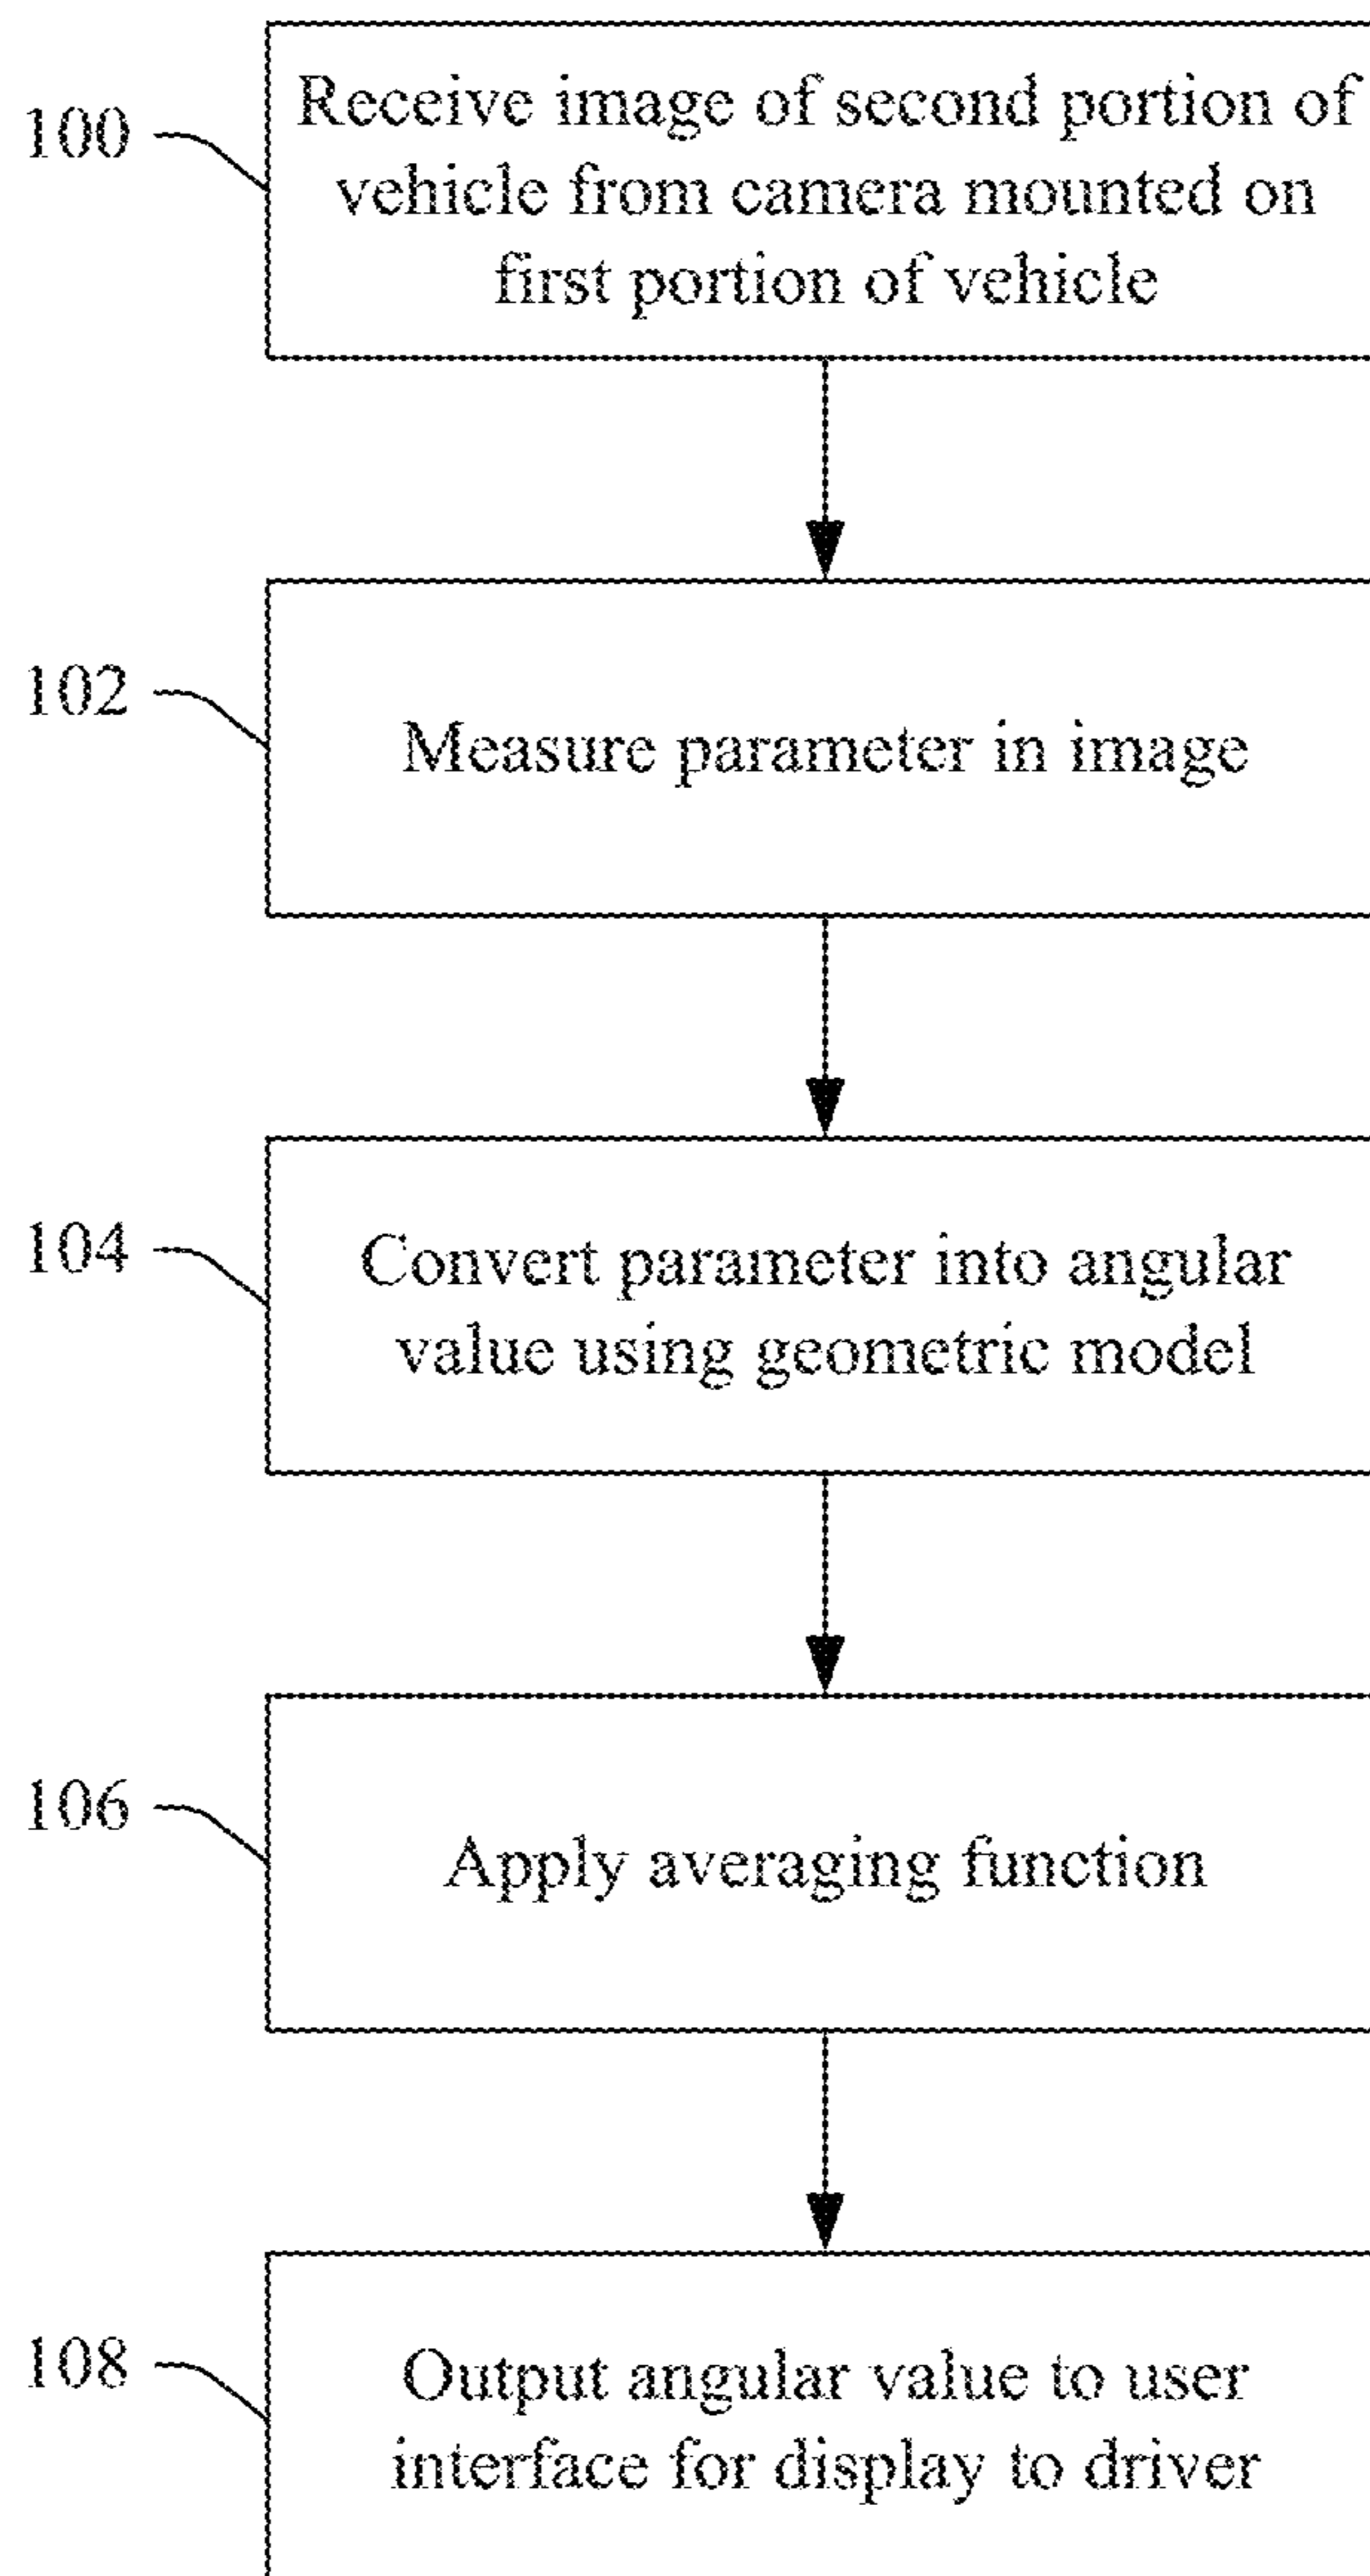 100
Receive image of second portion of
vehicle from camera mounted on
first portion of vehicle
102
Measure parameter in image
104
Convert parameter into angular
value using geometric model
106
Apply averaging function
108
Output angular value to user
interface for display to driver